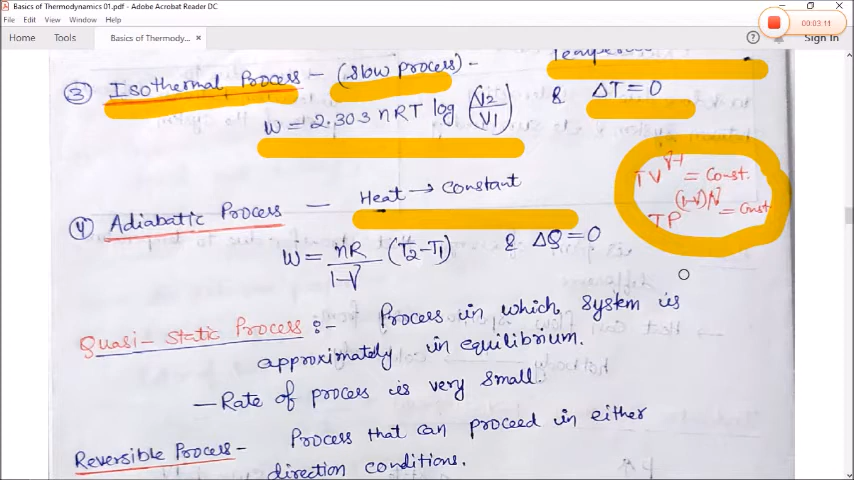 Basics of Thermodynamics 01.pdf - Adobe Acrobat Reader DC
File Edit View Window Help
00:03:11
Home Tools Basics of Thermody... × Sign In
③ Isothermal Process – (slow process) –
& ΔT = 0
W = 2.303 nRT log (V2/V1)
TV^γ-1 = Const.
TP^(1-γ)/γ = Const
④ Adiabatic Process – Heat → Constant
W = nR/1-γ (T2-T1) & ΔQ = 0
Quasi-Static Process :- Process in which system is
approximately in equilibrium.
– Rate of process is very small.
Reversible Process - Process that can proceed in either
direction conditions.